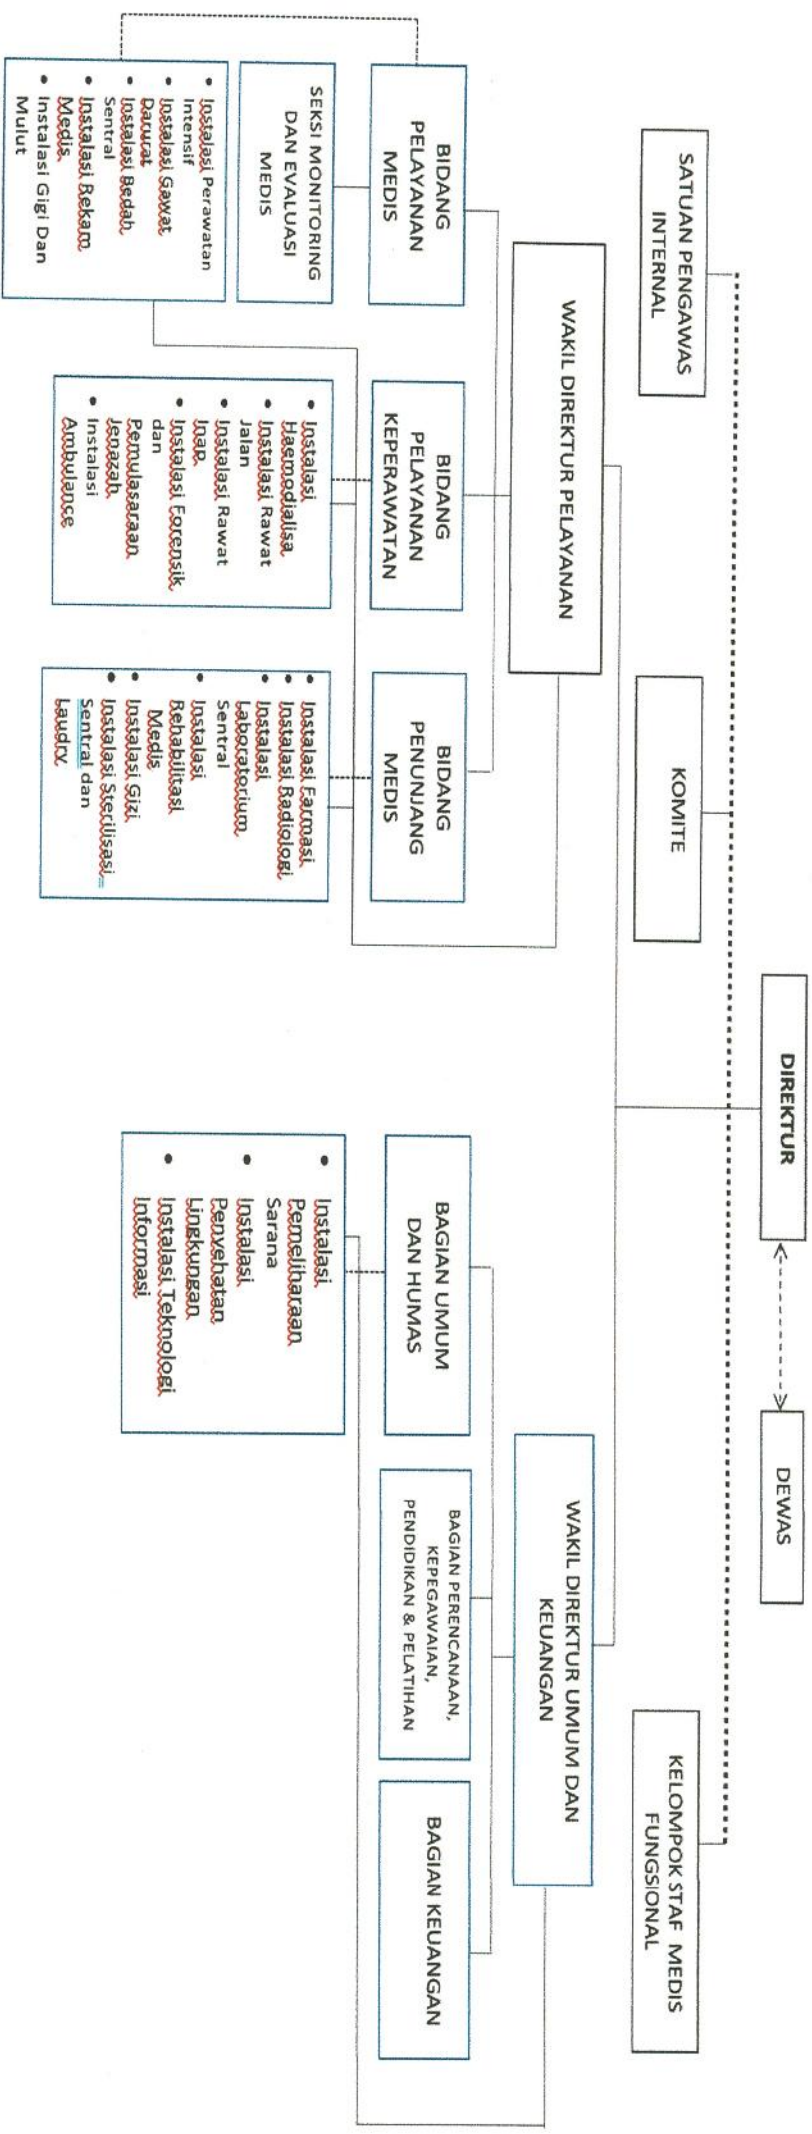 DIREKTUR
DEWAS
SATUAN PENGAWAS
INTERNAL
KOMITE
KELOMPOK STAF MEDIS
FUNGSIONAL
WAKIL DIREKTUR PELAYANAN
WAKIL DIREKTUR UMUM DAN
KEUANGAN
BIDANG
PELAYANAN
MEDIS
BIDANG
PELAYANAN
KEPERAWATAN
BIDANG
PENUNJANG
MEDIS
BAGIAN UMUM
DAN HUMAS
BAGIAN PERENCANAAN,
KEPEGAWAIAN,
PENDIDIKAN & PELATIHAN
BAGIAN KEUANGAN
SEKSI MONITORING
DAN EVALUASI
MEDIS
• Instalasi Perawatan
Intensif
• Instalasi Gawat
Darurat
• Instalasi Bedah
Sentral
• Instalasi Rekam
Medis
• Instalasi Gigi Dan
Mulut
• Instalasi
Haemodialisa
• Instalasi Rawat
Jalan
• Instalasi Rawat
Inap
• Instalasi Forensik
dan
Pemulasaraan
Jenazah
• Instalasi
Ambulance
• Instalasi Farmasi
• Instalasi Radiologi
• Instalasi
Laboratorium
Sentral
• Instalasi
Rehabilitasi
Medis
• Instalasi Gizi
• Instalasi Sterilisasi
Sentral dan
Laudry
• Instalasi
Pemeliharaan
Sarana
• Instalasi
Penyehatan
Lingkungan
• Instalasi Teknologi
Informasi